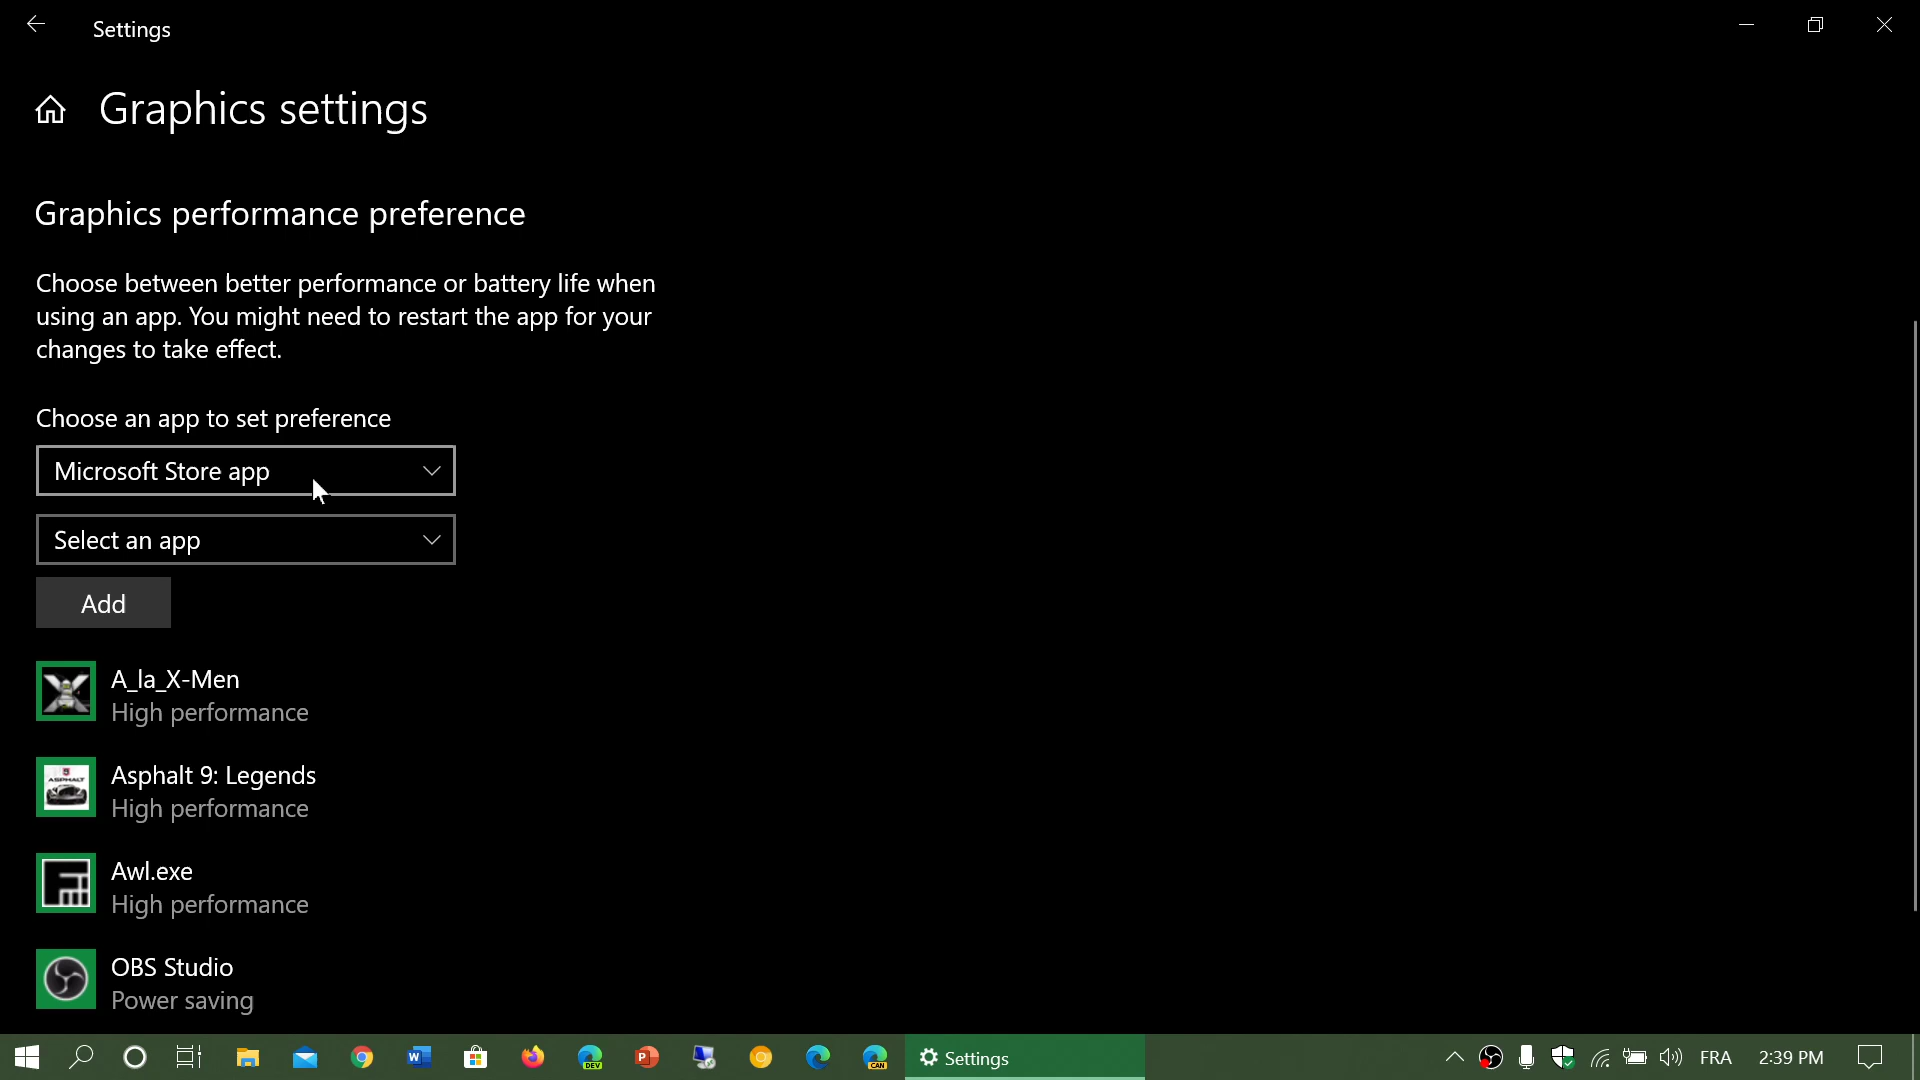 Settings
Graphics settings
Graphics performance preference
Choose between better performance or battery life when
using an app. You might need to restart the app for your
changes to take effect.
Choose an app to set preference
Microsoft Store app
Select an app
Add
A_la_X-Men
High performance
ASPHALT
Asphalt 9: Legends
High performance
Awl.exe
High performance
OBS Studio
Power saving
W
DEV
P
CAN
Settings
FRA
2:39 PM